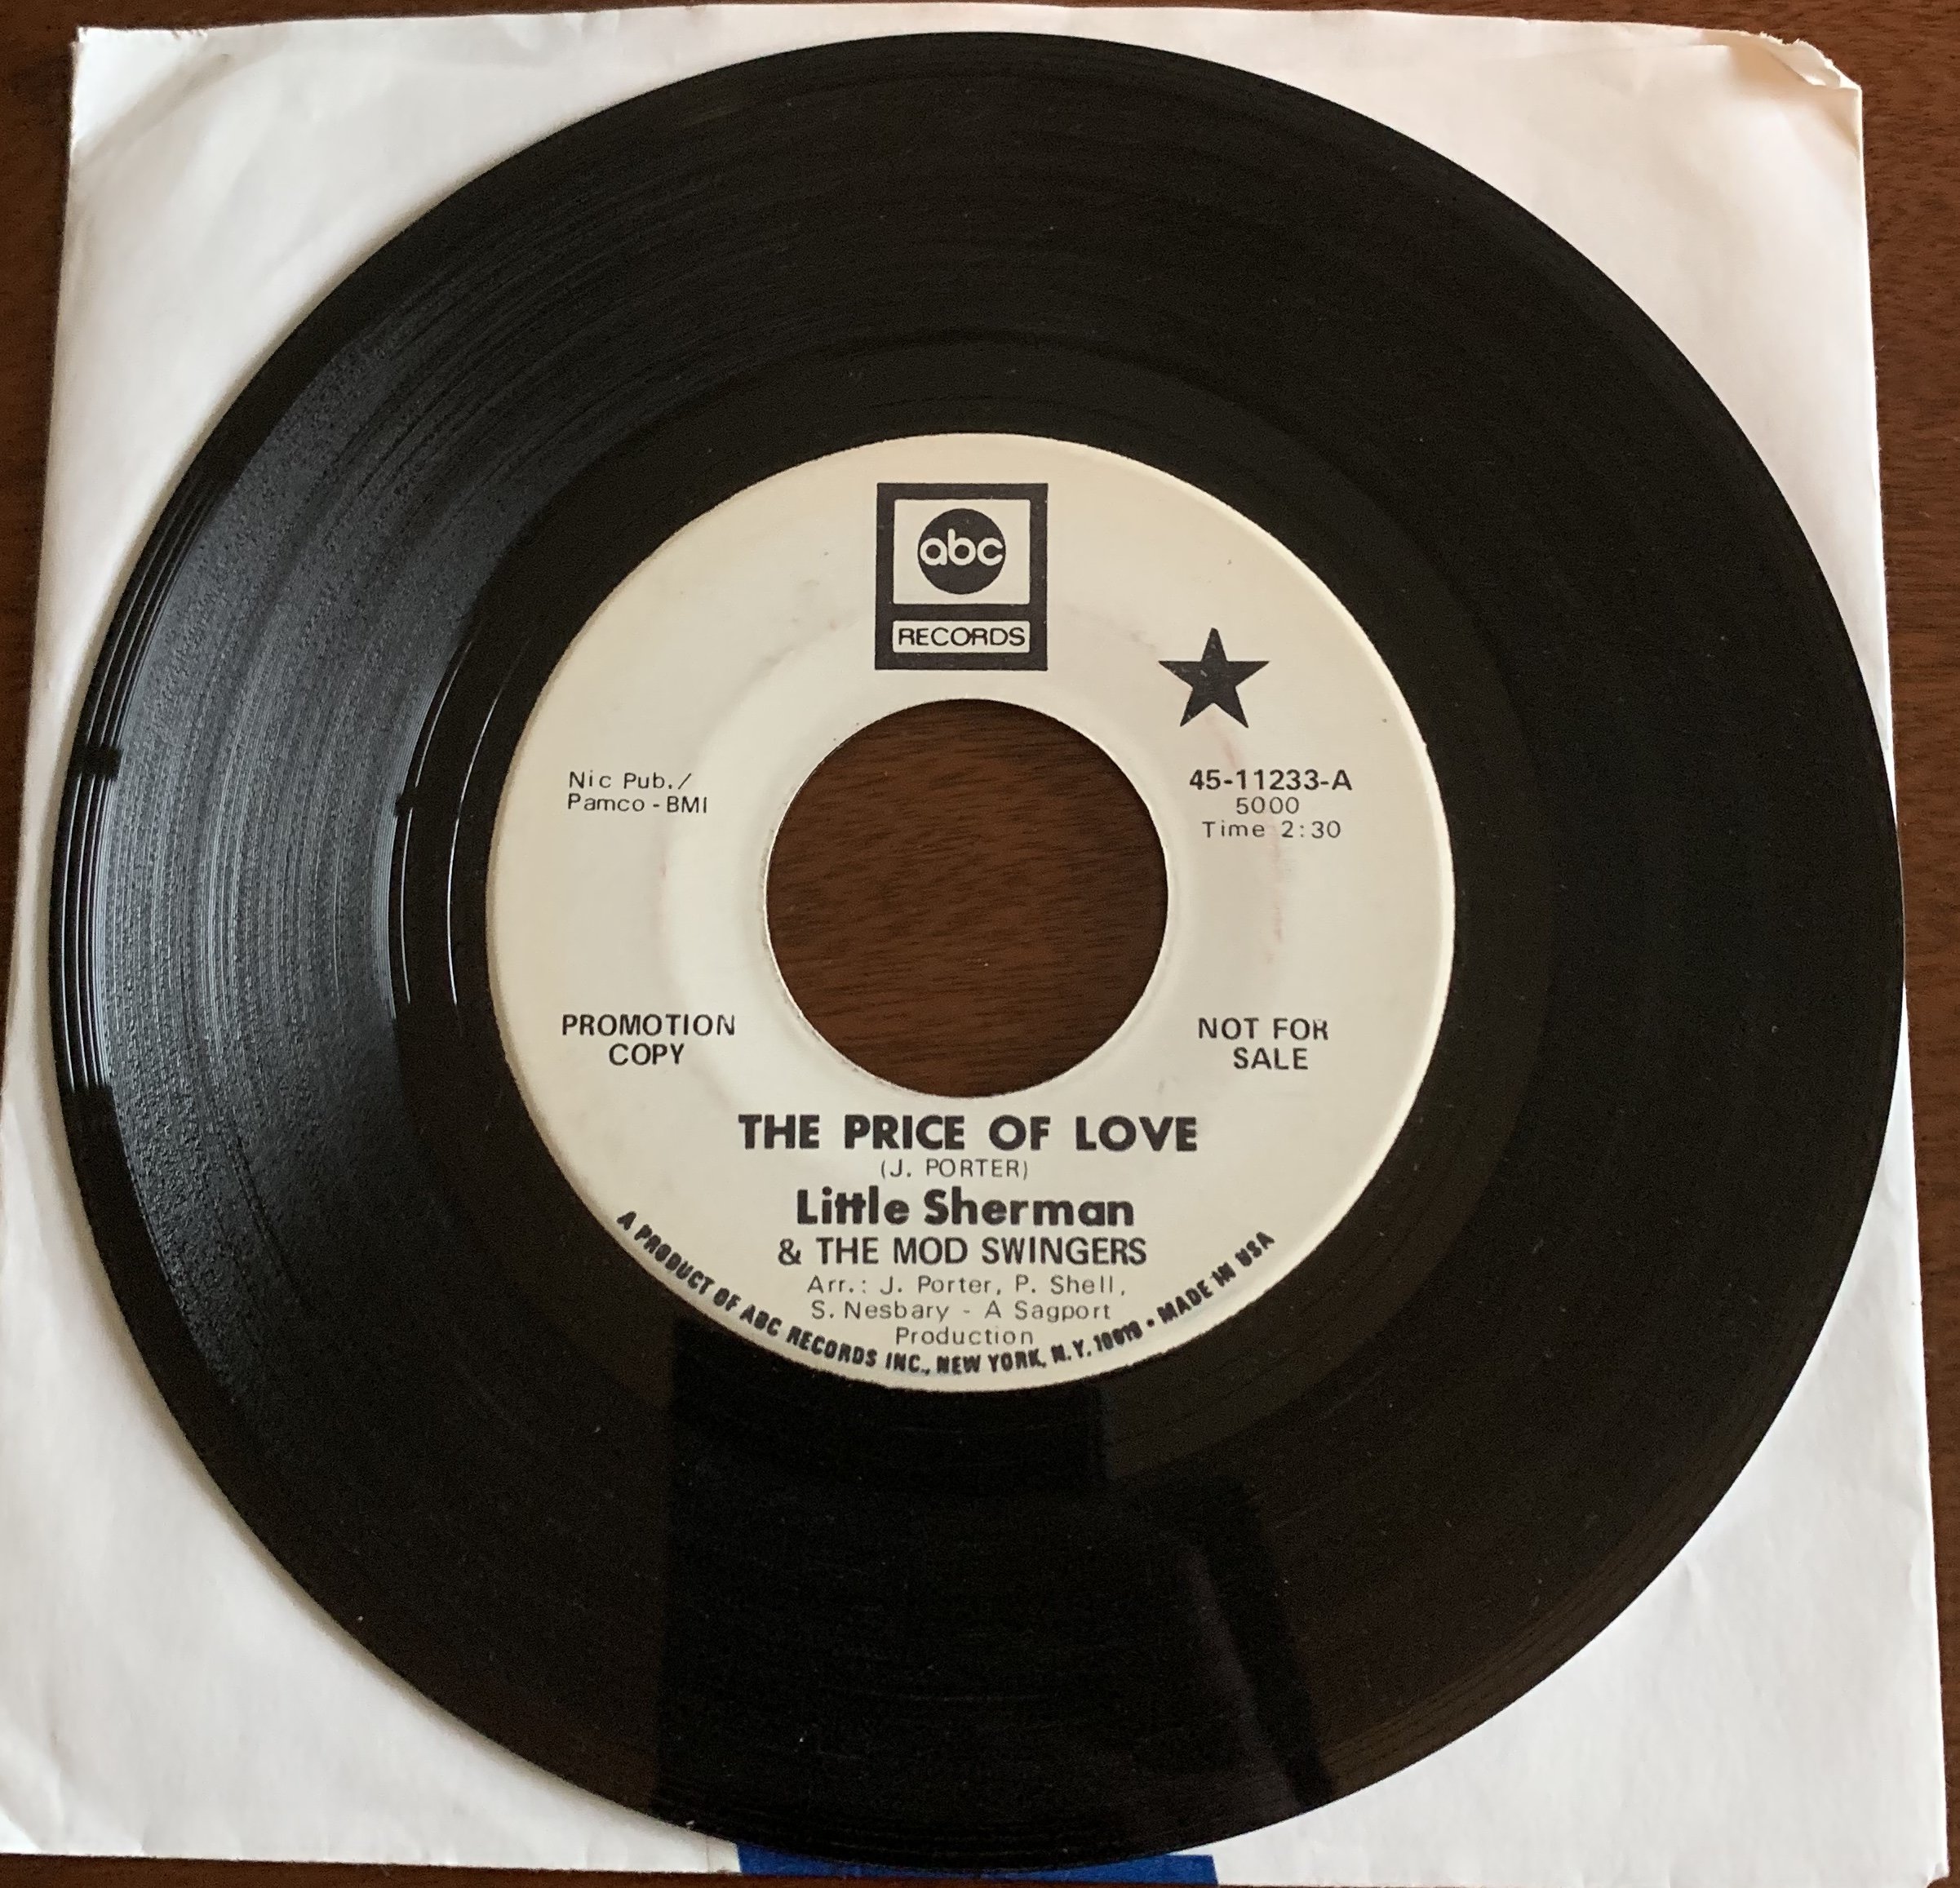 abc
RECORDS
Nic Pub./
Pamco - BMI
45-11233-A
5000
Time 2:30
PROMOTION
COPY
NOT FOR
SALE
THE PRICE OF LOVE
(J. PORTER)
Little Sherman
& THE MOD SWINGERS
Arr.: J. Porter, P. Shell,
S. Nesbary - A Sagport
Production
A PRODUCT OF ABC RECORDS INC., NEW YORK, N.Y. 10019 • MADE IN USA